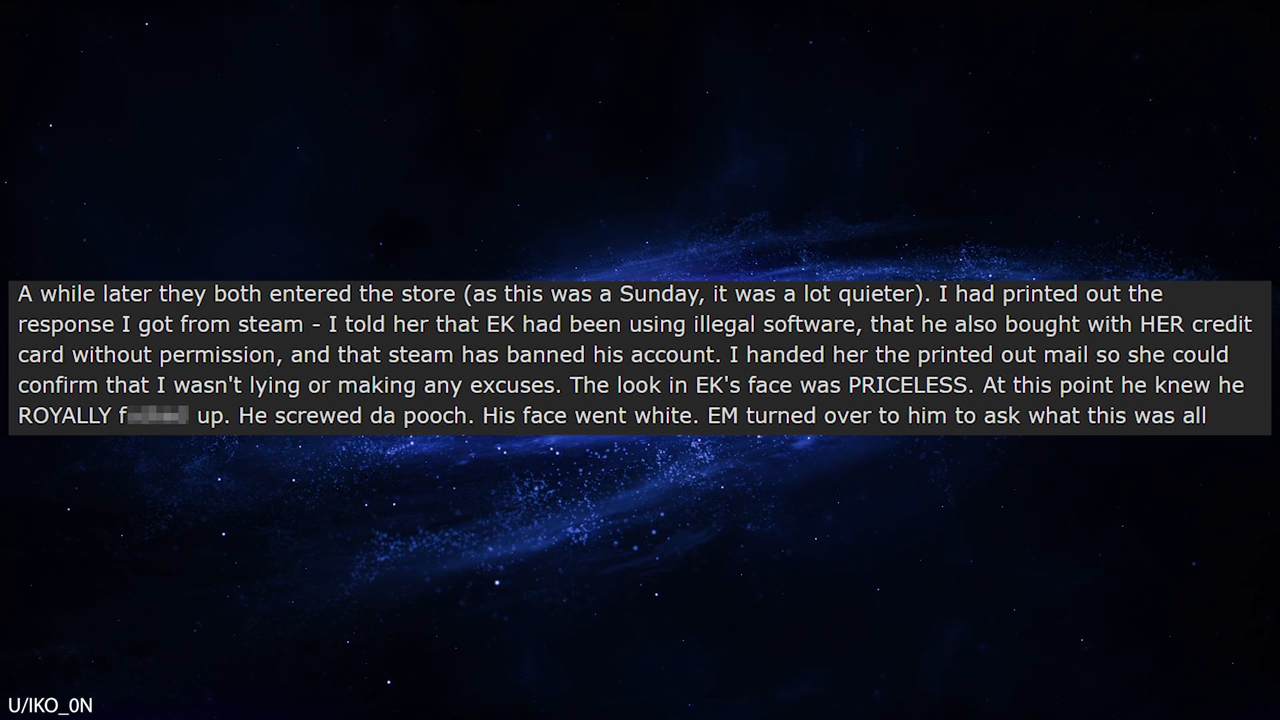 A while later they both entered the store (as this was a Sunday, it was a lot quieter). I had printed out the
response I got from steam - I told her that EK had been using illegal software, that he also bought with HER credit
card without permission, and that steam has banned his account. I handed her the printed out mail so she could
confirm that I wasn't lying or making any excuses. The look in EK's face was PRICELESS. At this point he knew he
ROYALLY f up. He screwed da pooch. His face went white. EM turned over to him to ask what this was all
U/IKO_0N